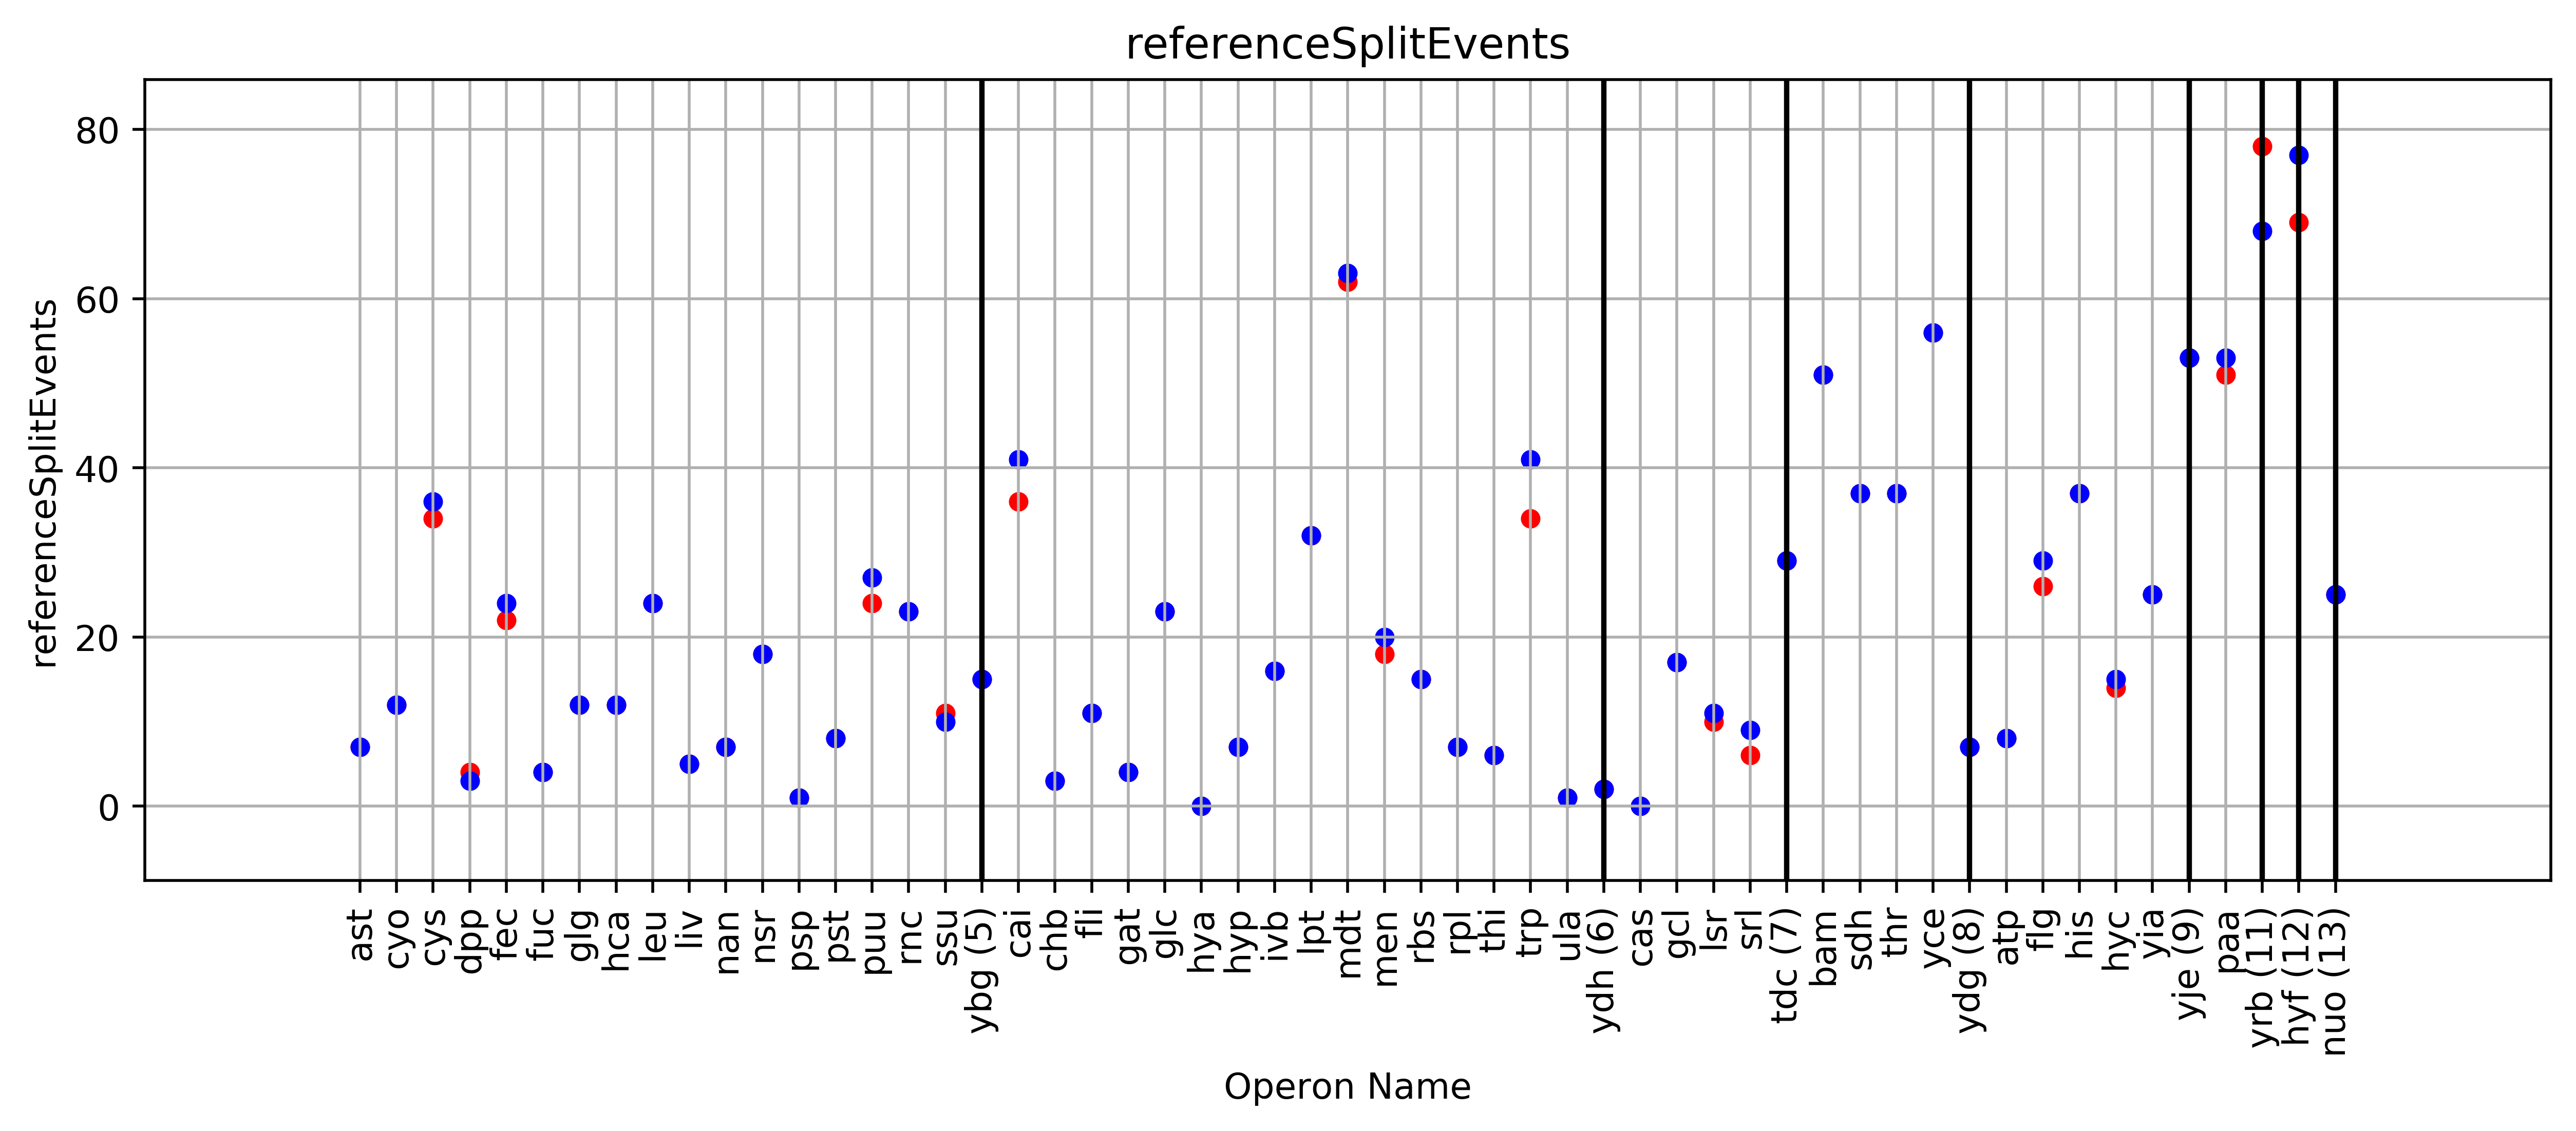 referenceSplitEvents
referenceSplitEvents
80
60
40
20
0
ast
cyo
cys
dpp
fec
fuc
glg
hca
leu
liv
nan
nsr
psp
pst
puu
rnc
ssu
ybg (5)
cai
chb
fli
gat
glc
hya
hyp
ivb
lpt
mdt
men
rbs
rpl
thi
trp
ula
ydh (6)
cas
gcl
lsr
srl
tdc (7)
bam
sdh
thr
yce
ydg (8)
atp
flg
his
hyc
yia
yje (9)
paa
yrb (11)
hyf (12)
nuo (13)
Operon Name